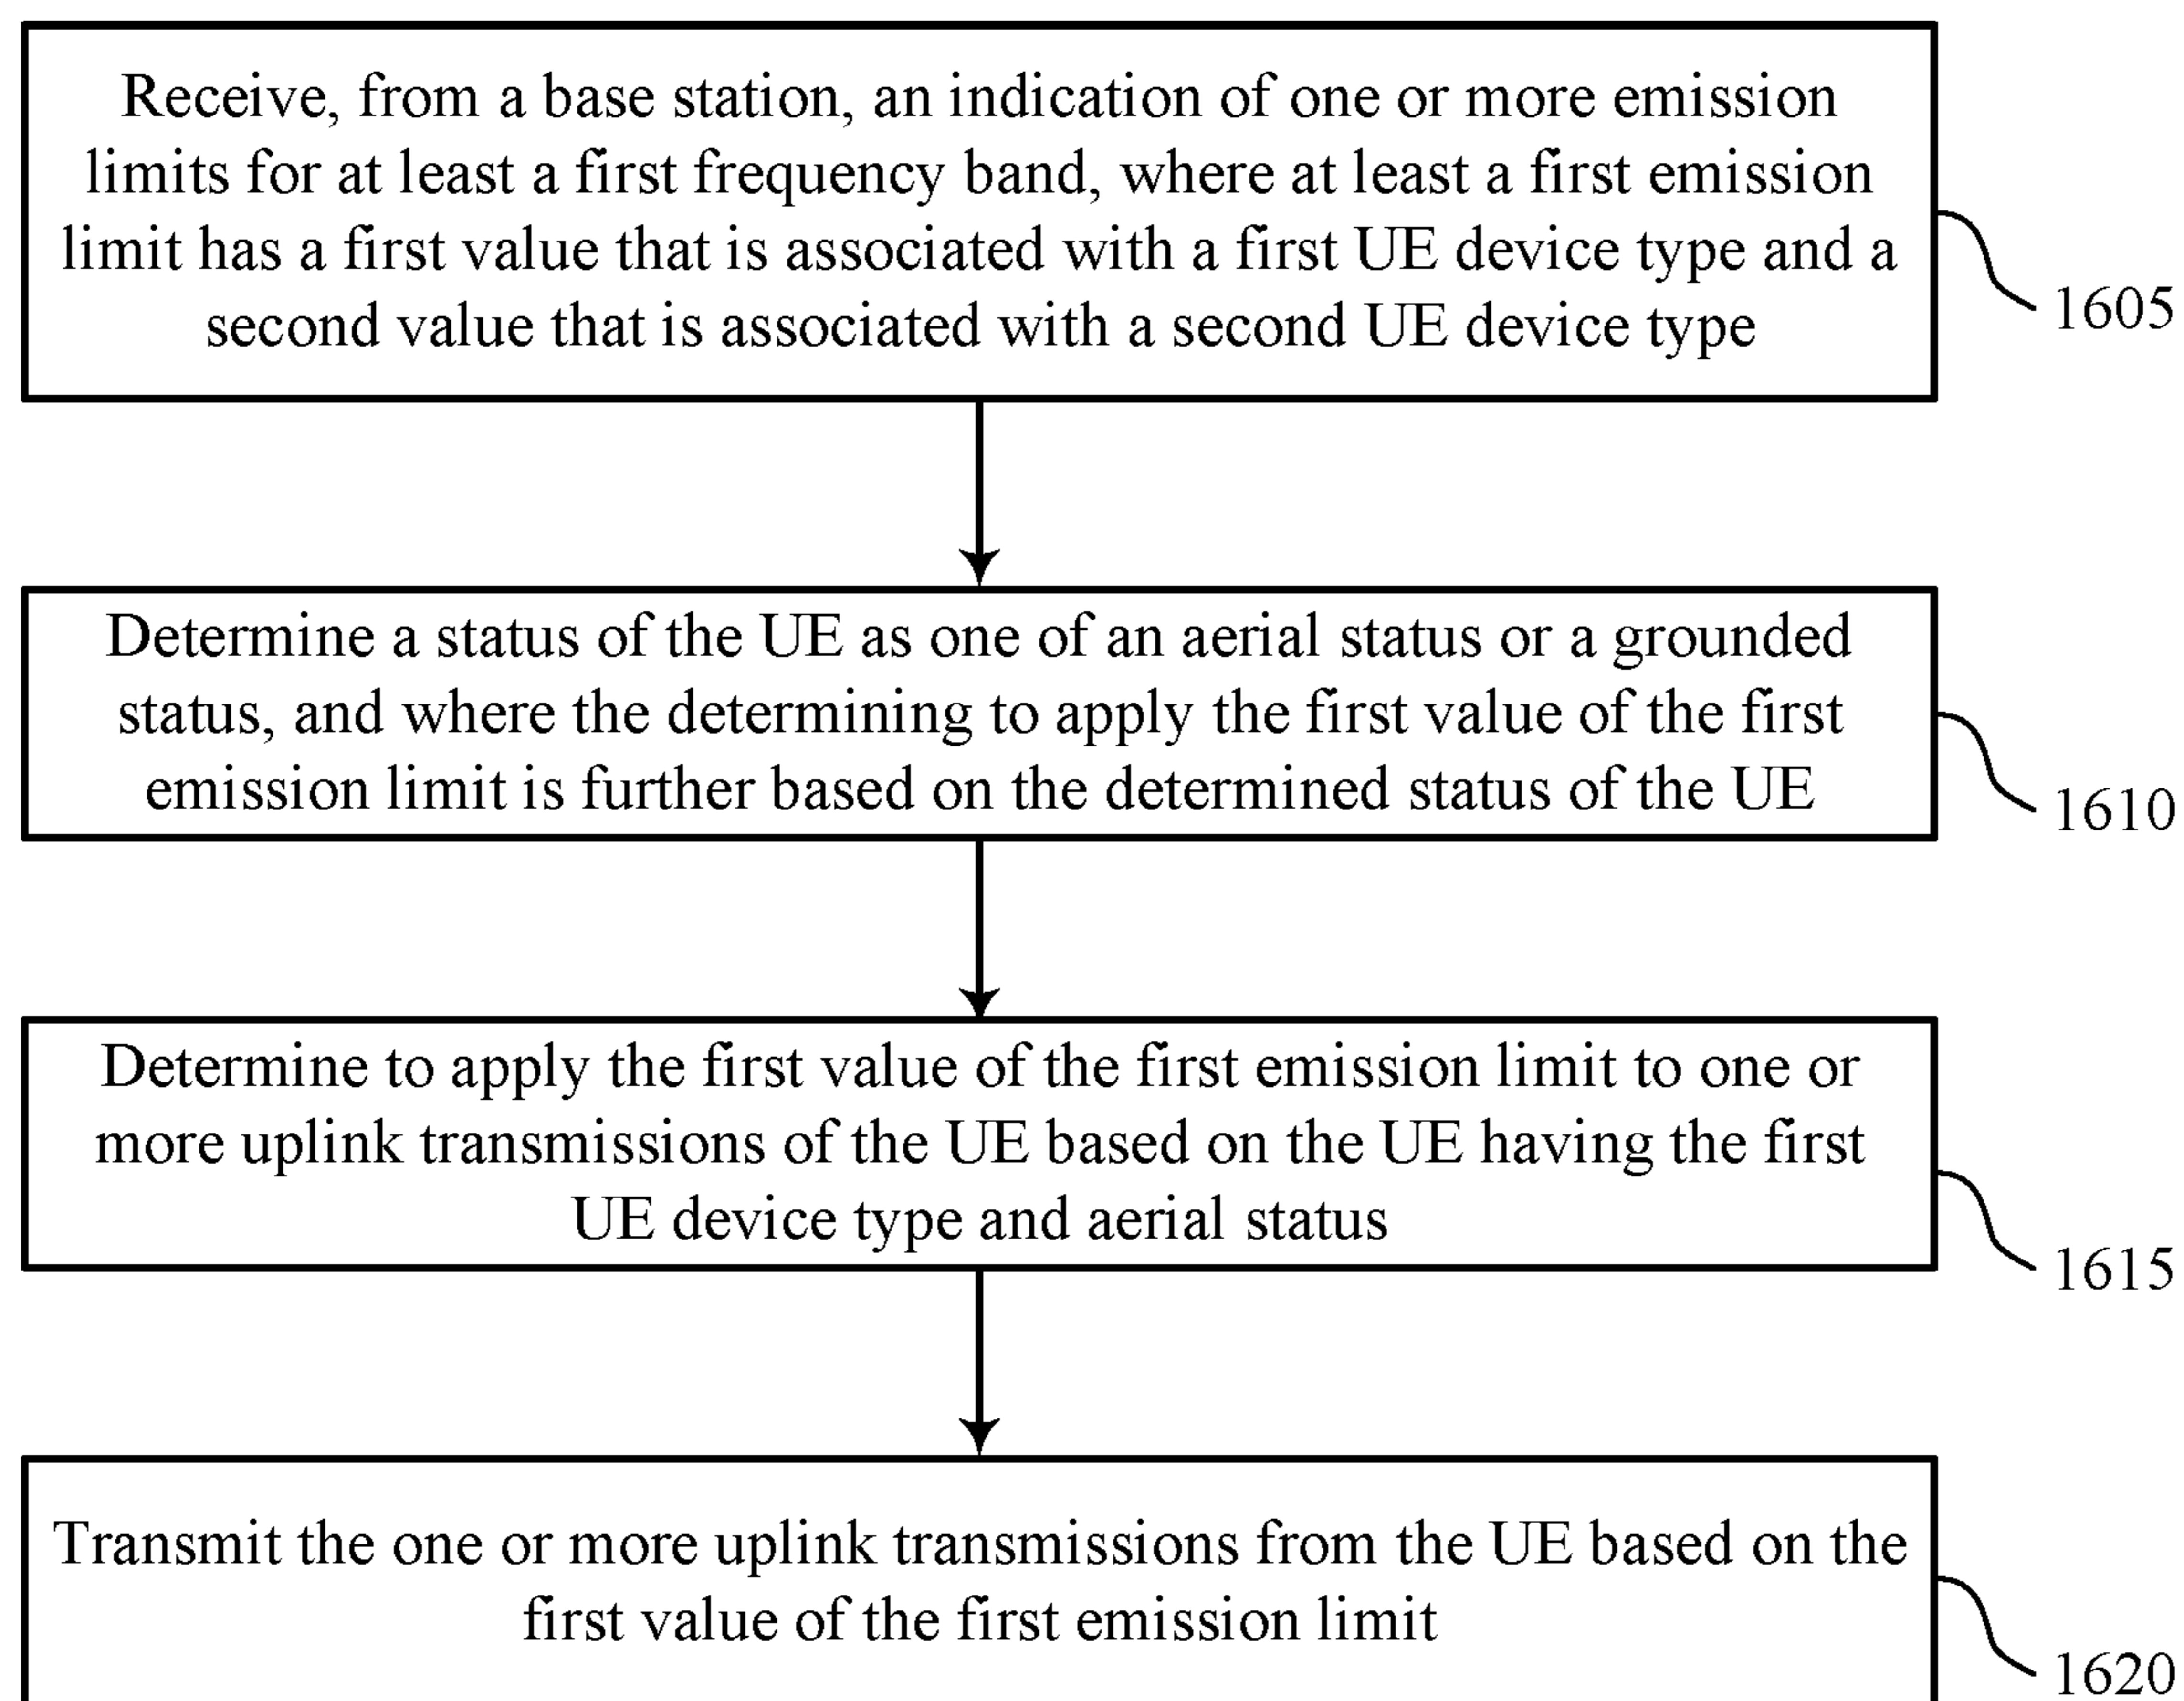 Receive, from a base station, an indication of one or more emission
limits for at least a first frequency band, where at least a first emission
limit has a first value that is associated with a first UE device type and a
second value that is associated with a second UE device type
1605
Determine a status of the UE as one of an aerial status or a grounded
status, and where the determining to apply the first value of the first
emission limit is further based on the determined status of the UE
1610
Determine to apply the first value of the first emission limit to one or
more uplink transmissions of the UE based on the UE having the first
UE device type and aerial status
1615
Transmit the one or more uplink transmissions from the UE based on the
first value of the first emission limit
1620